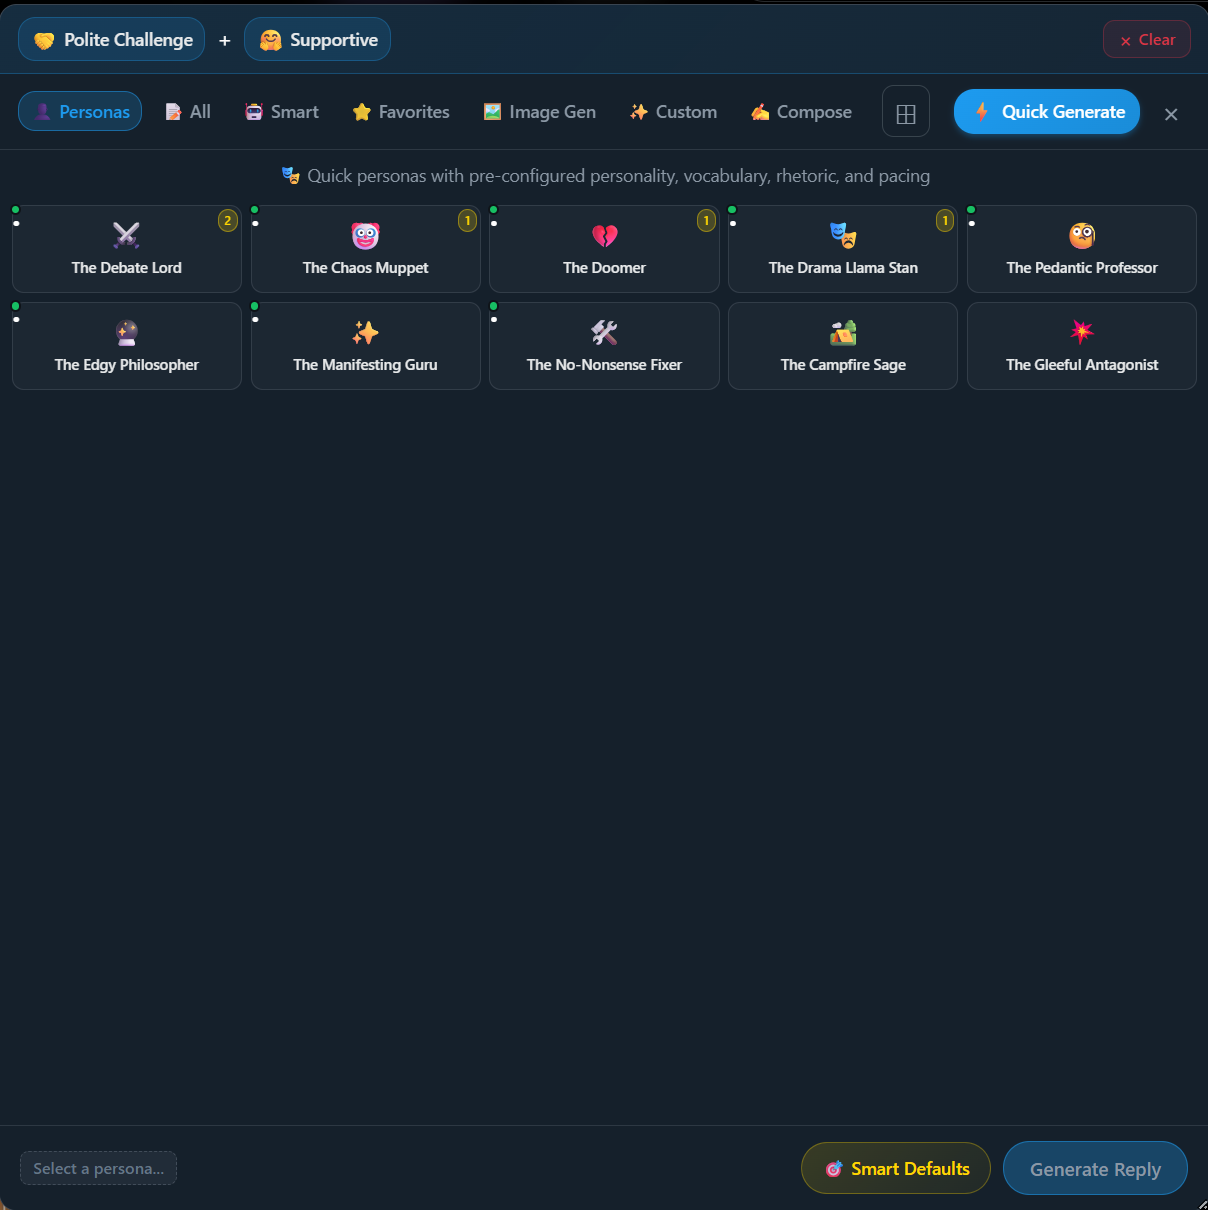 Polite Challenge + Supportive × Clear
Personas All Smart Favorites Image Gen Custom Compose Quick Generate ×
Quick personas with pre-configured personality, vocabulary, rhetoric, and pacing
2 1 1 1
The Debate Lord The Chaos Muppet The Doomer The Drama Llama Stan The Pedantic Professor
The Edgy Philosopher The Manifesting Guru The No-Nonsense Fixer The Campfire Sage The Gleeful Antagonist
Select a persona... Smart Defaults Generate Reply